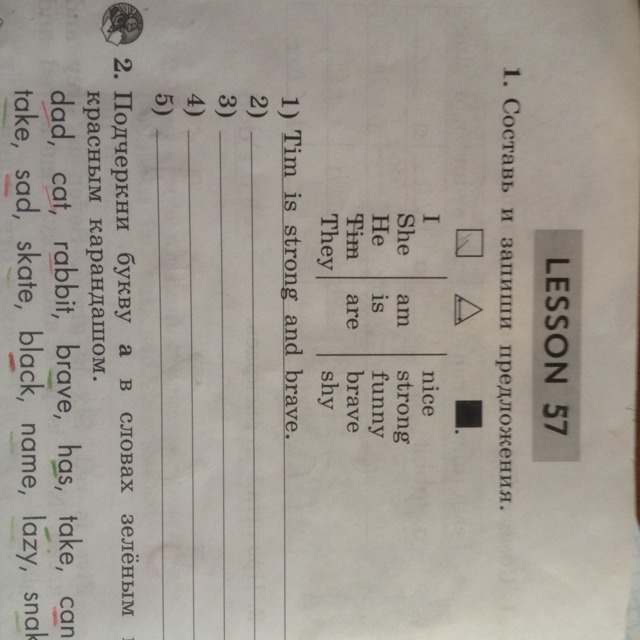 LESSON 57
1. Составь и запиши предложения.
I
She am nice
He is strong
Tim are funny
They brave
shy
1) Tim is strong and brave.
2)
3)
4)
5)
2. Подчеркни букву а в словах зелёным
красным карандашом.
dad, cat, rabbit, brave, has, take, can
take, sad, skate, black, name, lazy,